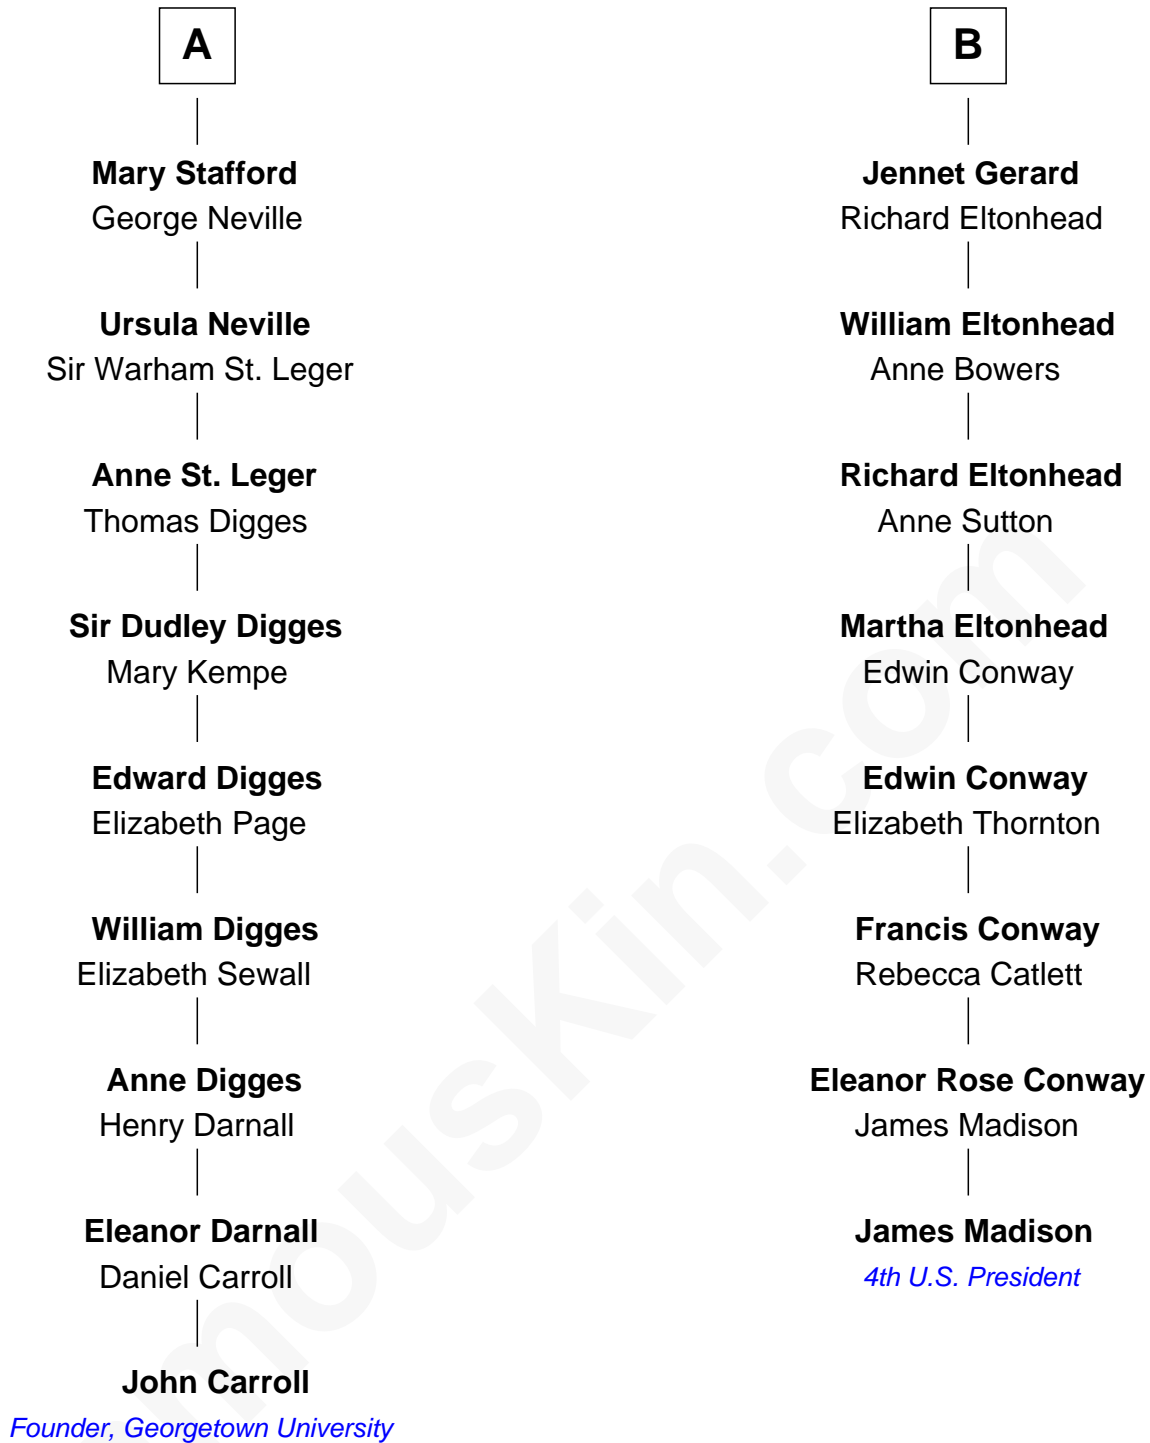 A
Mary Stafford
George Neville
Ursula Neville
Sir Warham St. Leger
Anne St. Leger
Thomas Digges
Sir Dudley Digges
Mary Kempe
Edward Digges
Elizabeth Page
William Digges
Elizabeth Sewall
Anne Digges
Henry Darnall
Eleanor Darnall
Daniel Carroll
John Carroll
Founder, Georgetown University
B
Jennet Gerard
Richard Eltonhead
William Eltonhead
Anne Bowers
Richard Eltonhead
Anne Sutton
Martha Eltonhead
Edwin Conway
Edwin Conway
Elizabeth Thornton
Francis Conway
Rebecca Catlett
Eleanor Rose Conway
James Madison
James Madison
4th U.S. President
mousKin.com